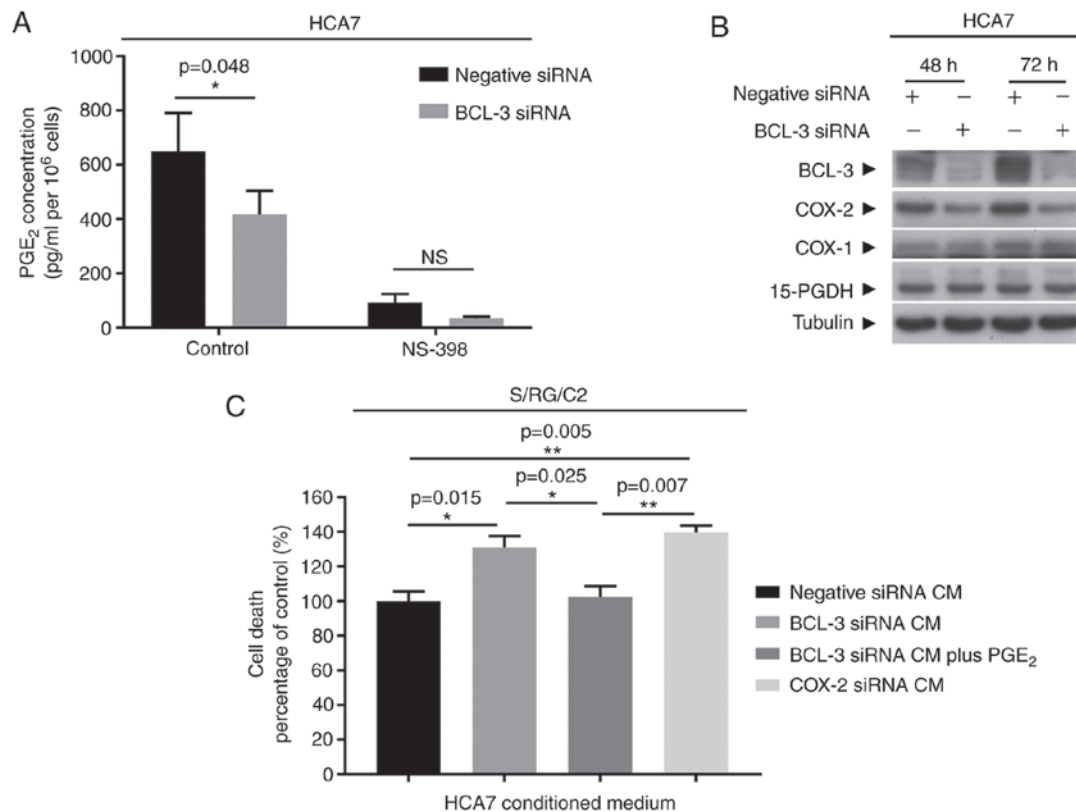 A
HCA7
p=0.048
*
Negative siRNA
BCL-3 siRNA
NS
PGE2 concentration
(pg/ml per 10⁶ cells)
1000
800
600
400
200
0
Control
NS-398
B
HCA7
48 h
72 h
Negative siRNA + − + −
BCL-3 siRNA − + − +
BCL-3 ►
COX-2 ►
COX-1 ►
15-PGDH ►
Tubulin ►
C
S/RG/C2
p=0.005
**
p=0.025
*
p=0.015
*
p=0.007
**
Cell death
percentage of control (%)
160
140
120
100
80
60
40
20
0
HCA7 conditioned medium
Negative siRNA CM
BCL-3 siRNA CM
BCL-3 siRNA CM plus PGE₂
COX-2 siRNA CM